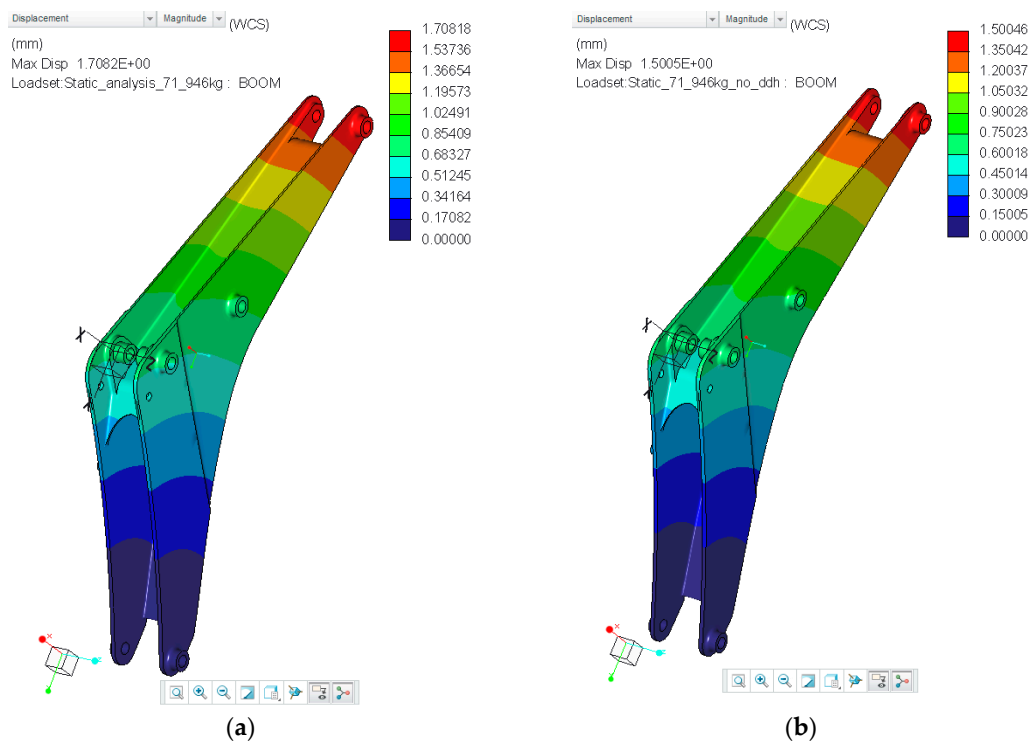 Displacement Magnitude (WCS)
(mm)
Max Disp 1.7082E+00
Loadset:Static_analysis_71_946kg : BOOM
1.70818
1.53736
1.36654
1.19573
1.02491
0.85409
0.68327
0.51245
0.34164
0.17082
0.00000
X
Z
Y
x
z
y
(a)
Displacement Magnitude (WCS)
(mm)
Max Disp 1.5005E+00
Loadset:Static_71_946kg_no_ddh : BOOM
1.50046
1.35042
1.20037
1.05032
0.90028
0.75023
0.60018
0.45014
0.30009
0.15005
0.00000
X
Z
x
z
y
(b)